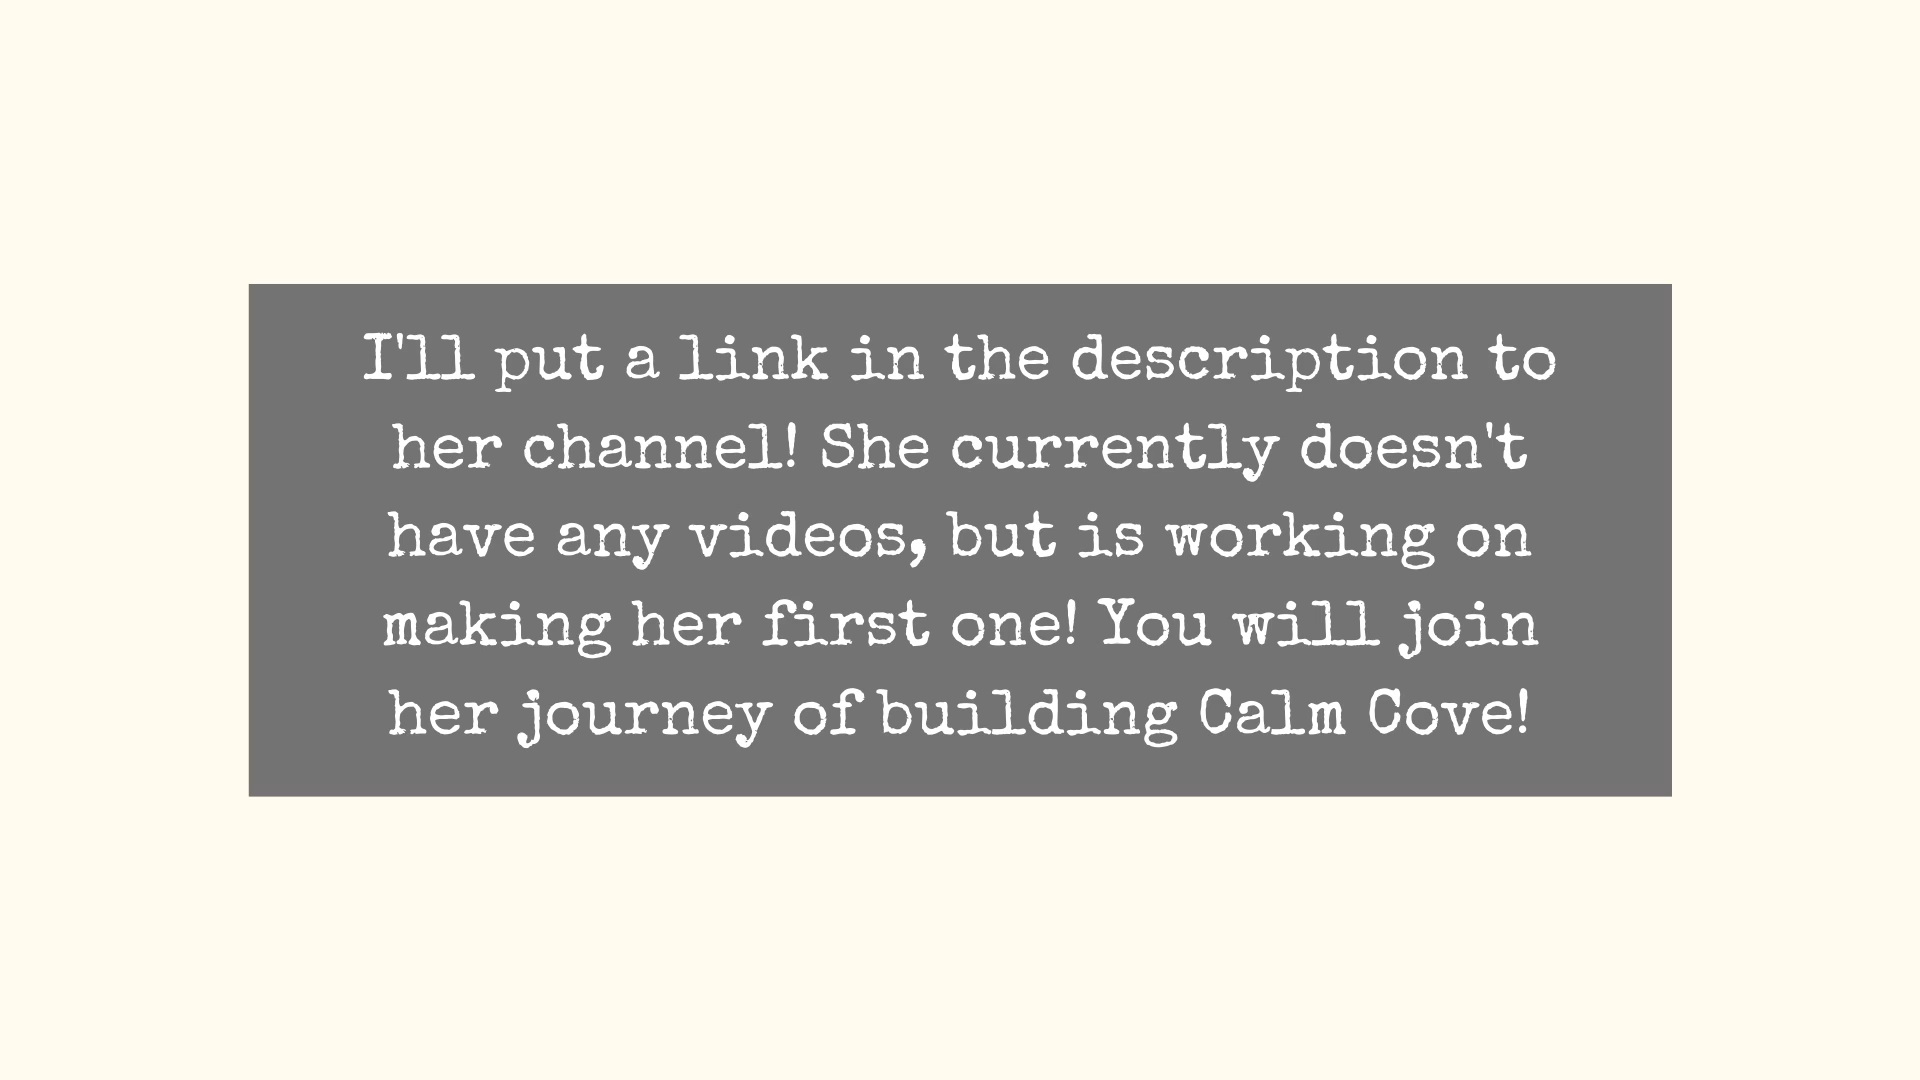 I'll put a link in the description to
her channel! She currently doesn't
have any videos, but is working on
making her first one! You will join
her journey of building Calm Cove!